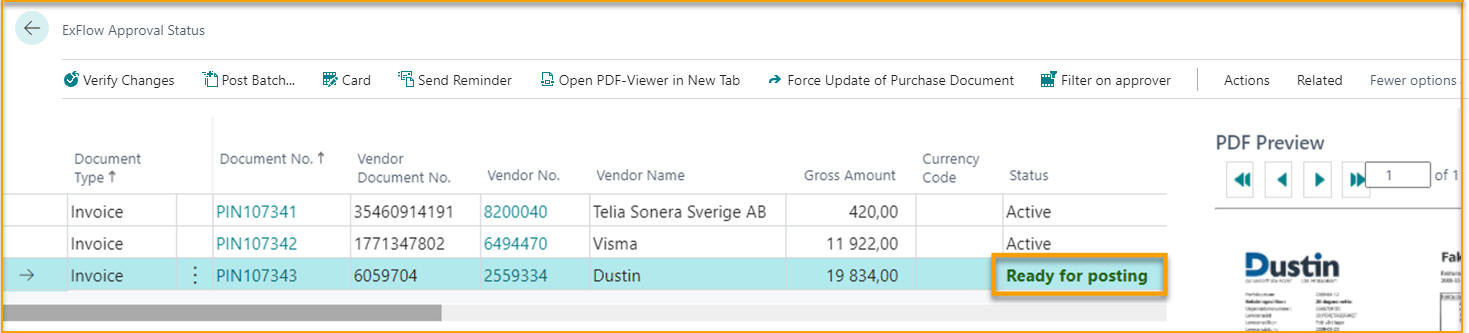 ExFlow Approval Status
Verify Changes Post Batch... Card Send Reminder Open PDF-Viewer in New Tab Force Update of Purchase Document Filter on approver Actions Related Fewer options
Document Type ↑ Document No. ↑ Vendor Document No. Vendor No. Vendor Name Gross Amount Currency Code Status
Invoice PIN107341 35460914191 8200040 Telia Sonera Sverige AB 420,00 Active
Invoice PIN107342 1771347802 6494470 Visma 11 922,00 Active
Invoice PIN107343 6059704 2559334 Dustin 19 834,00 Ready for posting
PDF Preview
1 of 1
Dustin